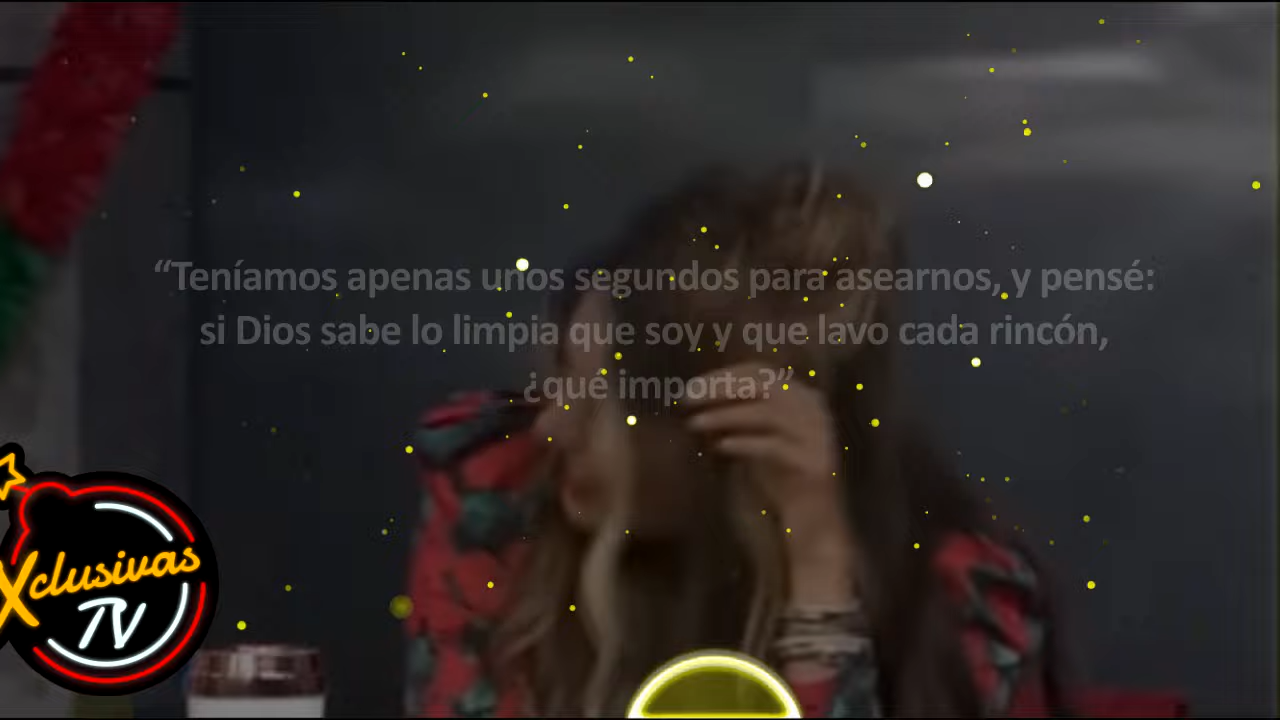 “Teníamos apenas unos segundos para asearnos, y pensé:
si Dios sabe lo limpia que soy y que lavo cada rincón,
¿qué importa?”
Xclusivas
TV